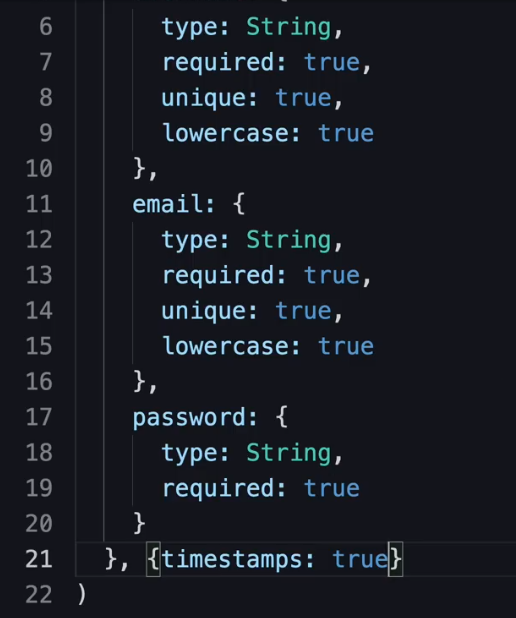 6 type: String,
7 required: true,
8 unique: true,
9 lowercase: true
10 },
11 email: {
12 type: String,
13 required: true,
14 unique: true,
15 lowercase: true
16 },
17 password: {
18 type: String,
19 required: true
20 }
21 }, {timestamps: true}
22 )